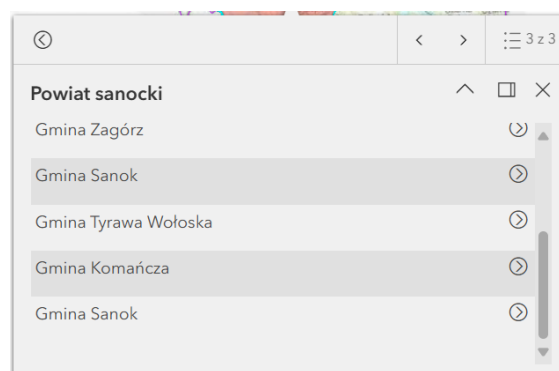 3 z 3
Powiat sanocki
Gmina Zagórz
Gmina Sanok
Gmina Tyrawa Wołoska
Gmina Komańcza
Gmina Sanok